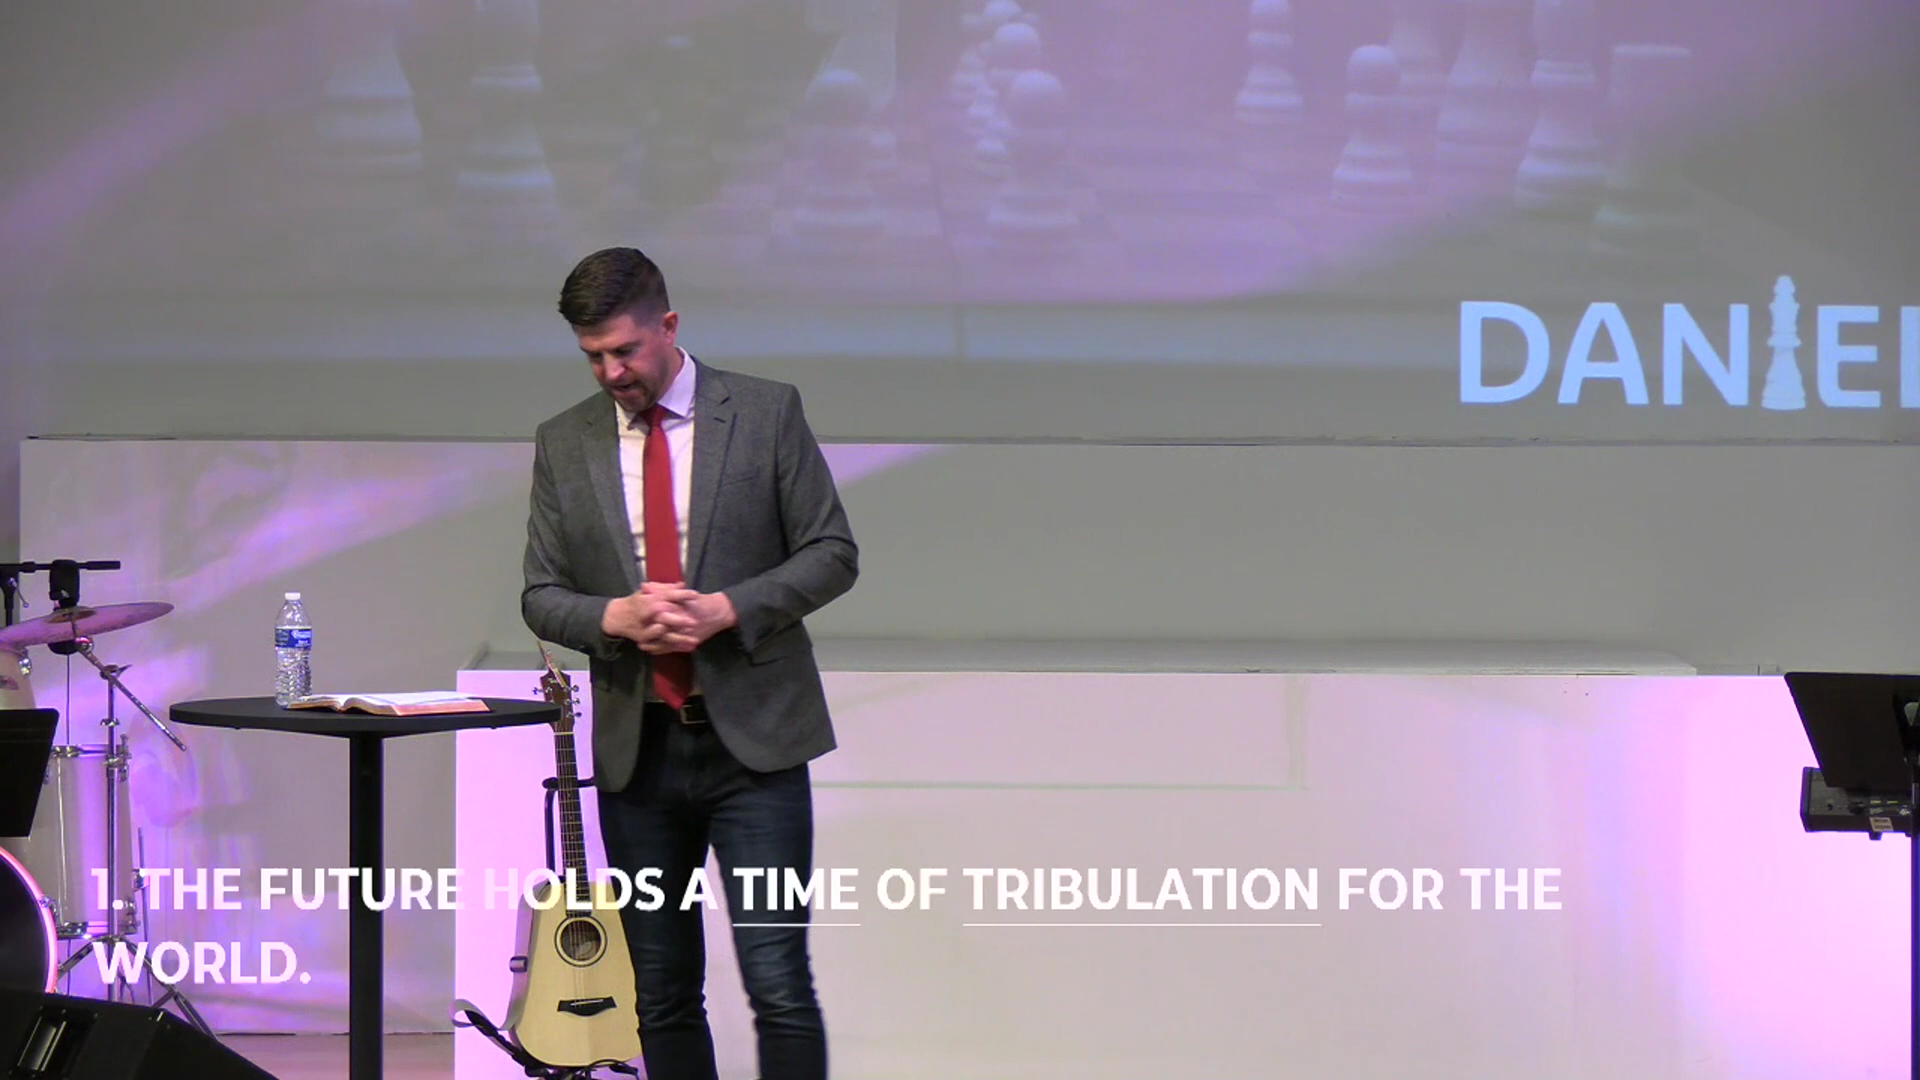 DANIEL
1. THE FUTURE HOLDS A TIME OF TRIBULATION FOR THE
WORLD.